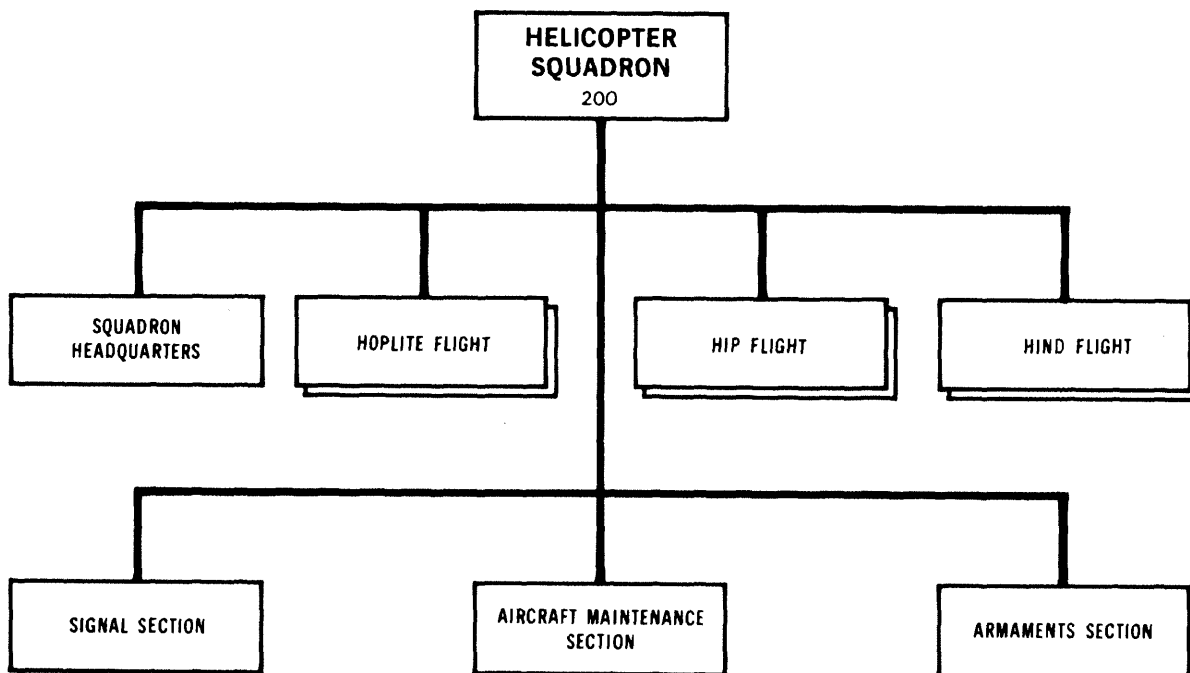 HELICOPTER
SQUADRON
200
SQUADRON
HEADQUARTERS
HOPLITE FLIGHT
HIP FLIGHT
HIND FLIGHT
SIGNAL SECTION
AIRCRAFT MAINTENANCE
SECTION
ARMAMENTS SECTION